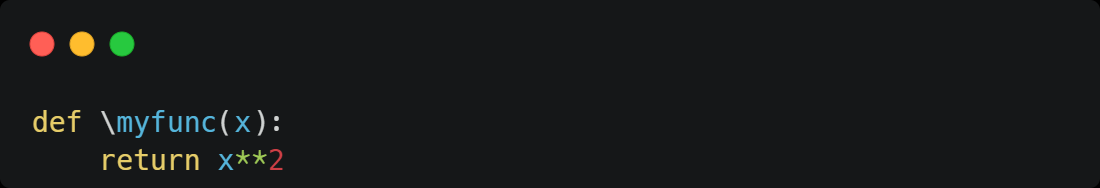 def \myfunc(x):
    return x**2